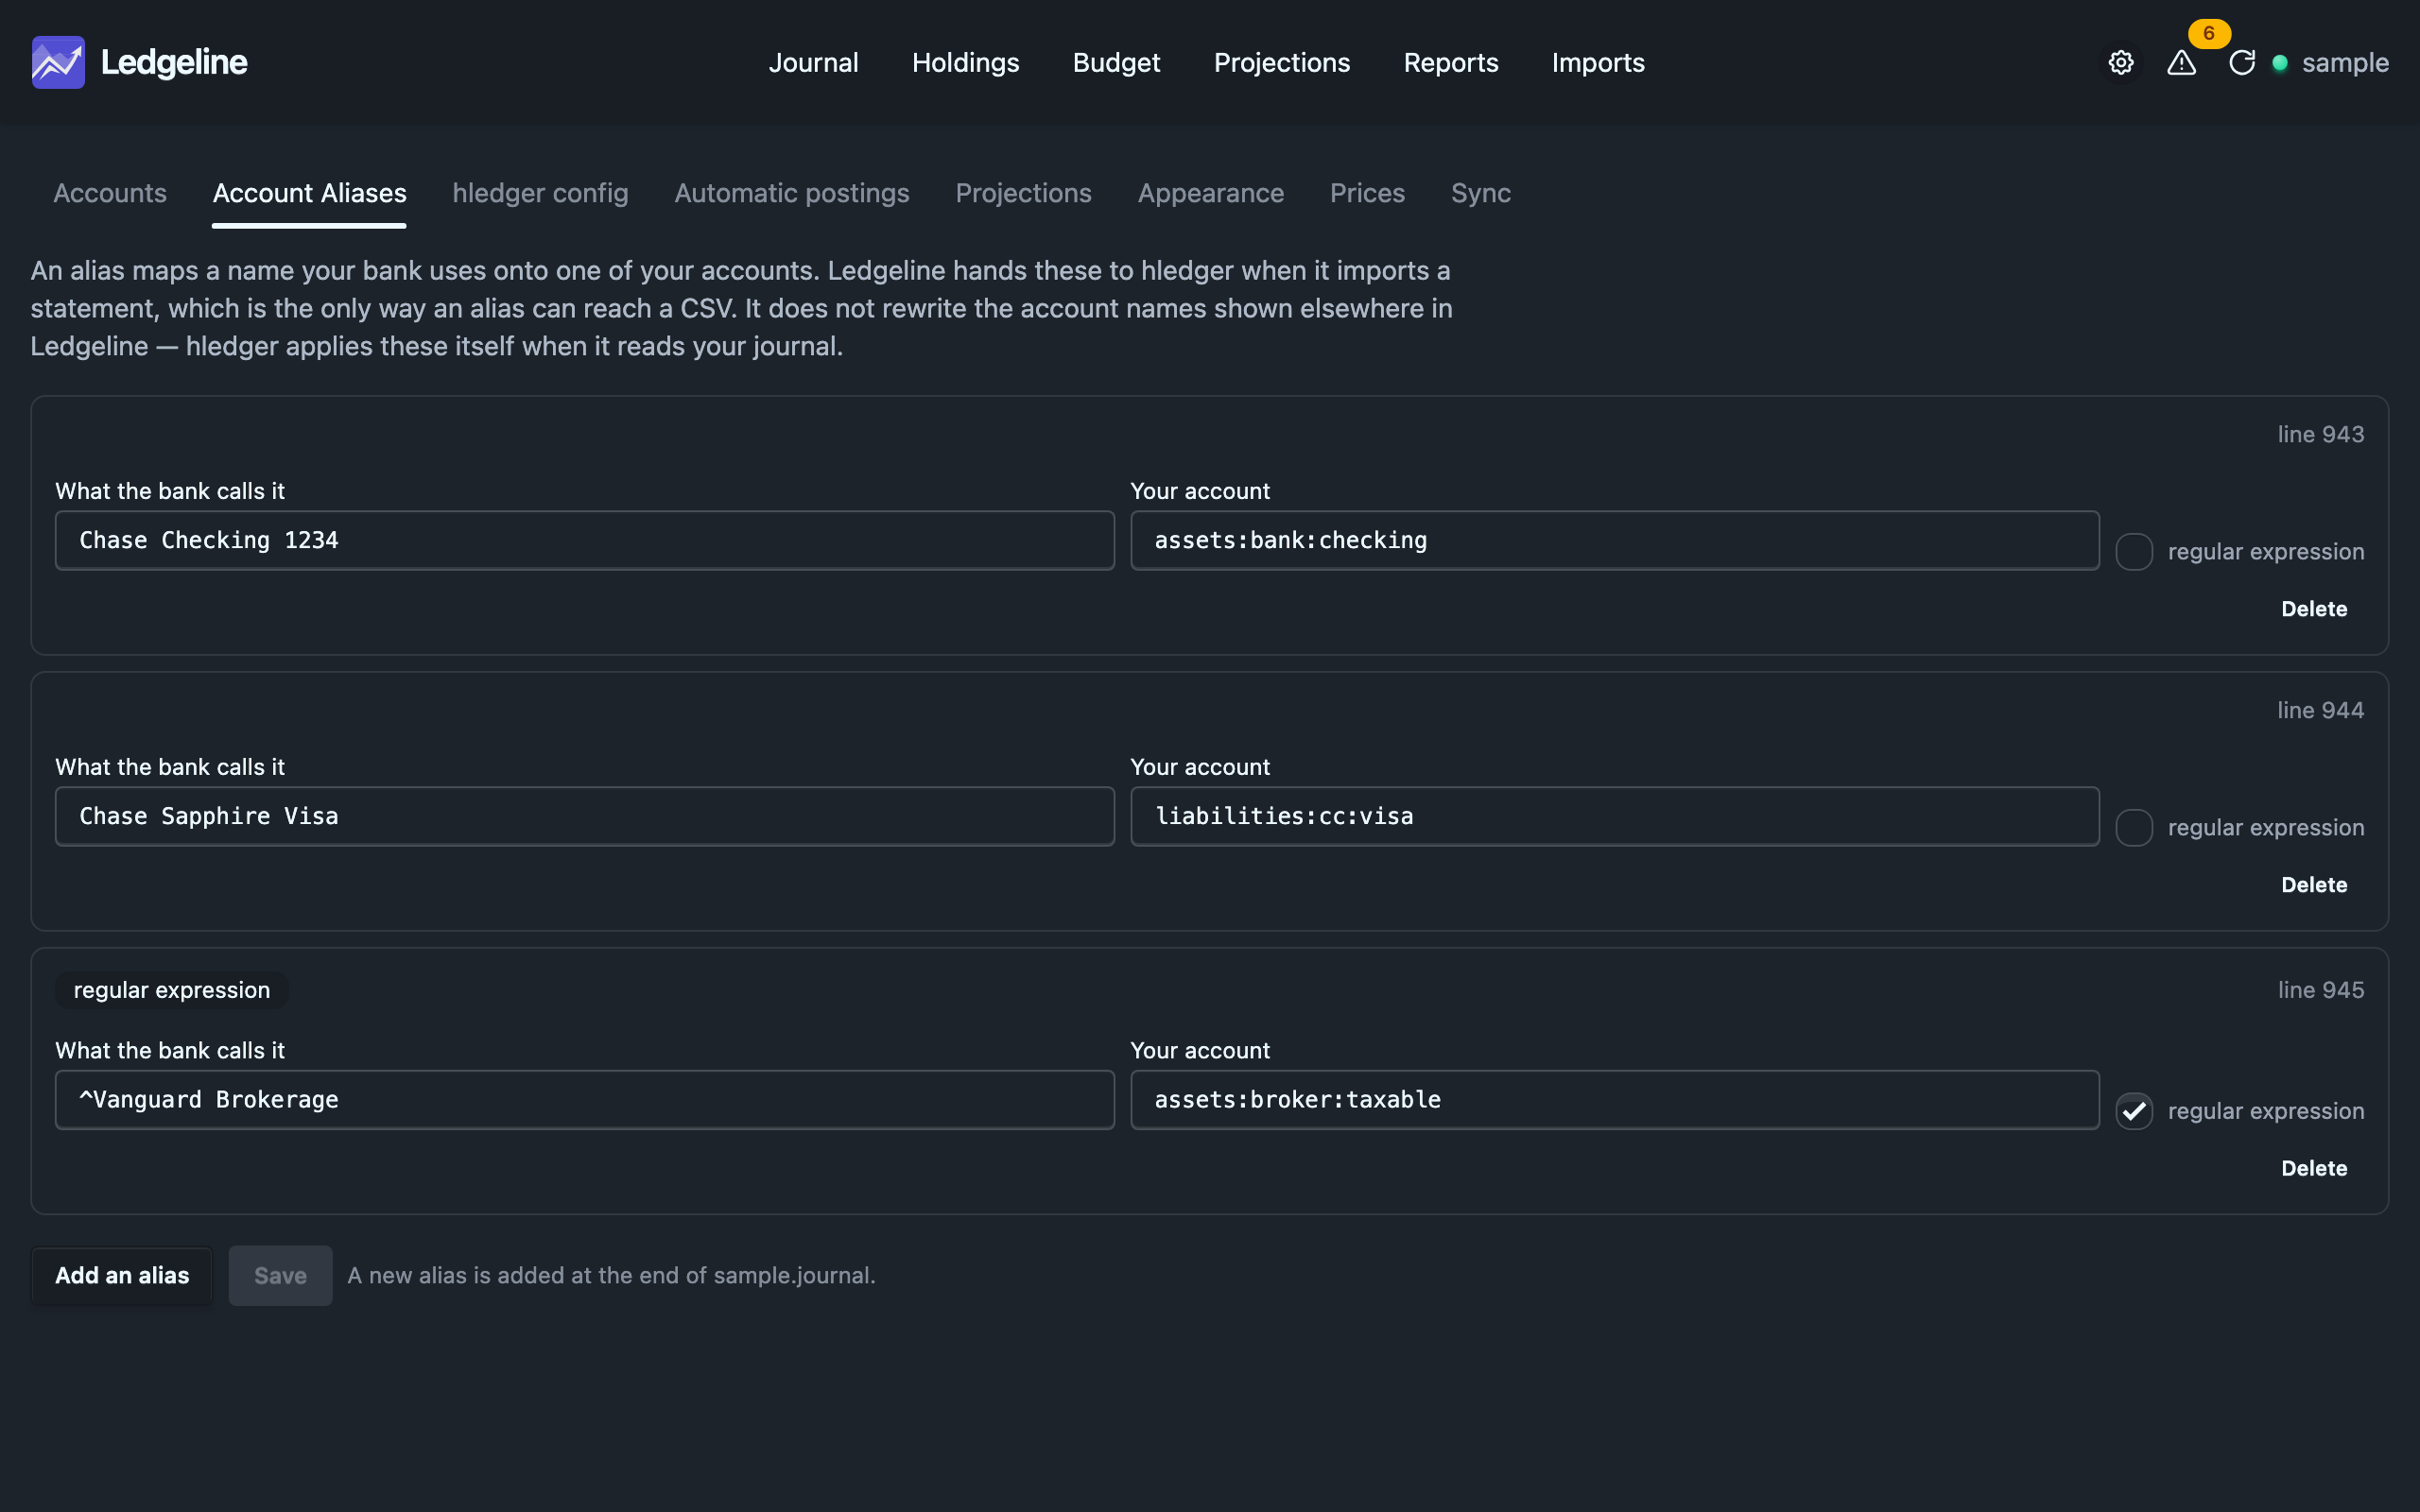 Ledgeline
Journal Holdings Budget Projections Reports Imports
6
sample
Accounts Account Aliases hledger config Automatic postings Projections Appearance Prices Sync
An alias maps a name your bank uses onto one of your accounts. Ledgeline hands these to hledger when it imports a
statement, which is the only way an alias can reach a CSV. It does not rewrite the account names shown elsewhere in
Ledgeline — hledger applies these itself when it reads your journal.
line 943
What the bank calls it Your account
Chase Checking 1234 assets:bank:checking regular expression
Delete
line 944
What the bank calls it Your account
Chase Sapphire Visa liabilities:cc:visa regular expression
Delete
regular expression line 945
What the bank calls it Your account
^Vanguard Brokerage assets:broker:taxable regular expression
Delete
Add an alias Save A new alias is added at the end of sample.journal.